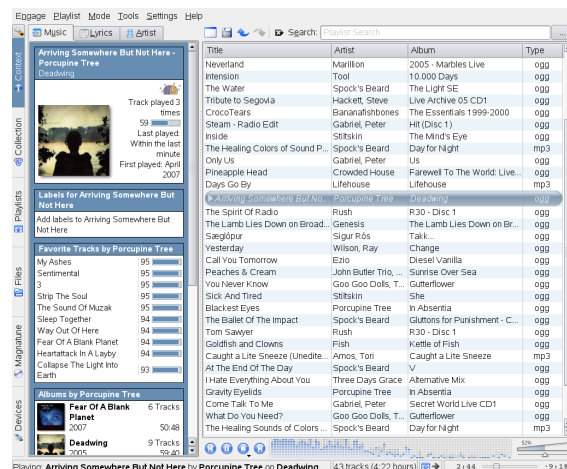 Engage Playlist Mode Tools Settings Help
Music Lyrics Artist
Search: Playlist Search ...
Context
Collection
Playlists
Files
Magnatune
Devices
Arriving Somewhere But Not Here -
Porcupine Tree
Deadwing
Track played 3
times
59
Last played:
Within the last
minute
First played: April
2007
Labels for Arriving Somewhere But
Not Here
Add labels to Arriving Somewhere But
Not Here
Favorite Tracks by Porcupine Tree
My Ashes 95
Sentimental 95
3 95
Strip The Soul 95
The Sound Of Muzak 95
Sleep Together 94
Way Out Of Here 94
Fear Of A Blank Planet 94
Heartattack In A Layby 94
Collapse The Light Into
Earth 93
Albums by Porcupine Tree
Fear Of A Blank
Planet 6 Tracks
2007 50:48
Deadwing 9 Tracks
2005 59:40
Title Artist Album Type
Neverland Marillion 2005 - Marbles Live ogg
Intension Tool 10.000 Days ogg
The Water Spock's Beard The Light SE ogg
Tribute to Segovia Hackett, Steve Live Archive 05 CD1 ogg
CrocoTears Bananafishbones The Essentials 1999-2000 ogg
Steam - Radio Edit Gabriel, Peter Hit (Disc 1) ogg
Inside Stiltskin The Mind's Eye ogg
The Healing Colors of Sound P... Spock's Beard Day for Night mp3
Only Us Gabriel, Peter Us ogg
Pineapple Head Crowded House Farewell To The World: Live... ogg
Days Go By Lifehouse Lifehouse mp3
Arriving Somewhere But No... Porcupine Tree Deadwing ogg
The Spirit Of Radio Rush R30 - Disc 1 ogg
The Lamb Lies Down on Broad... Genesis The Lamb Lies Down on Br... ogg
Sæglópur Sigur Rós Takk... ogg
Yesterday Wilson, Ray Change ogg
Call You Tomorrow Ezio Diesel Vanilla ogg
Peaches & Cream John Butler Trio, ... Sunrise Over Sea ogg
You Never Know Goo Goo Dolls, T... Gutterflower ogg
Sick And Tired Stiltskin She ogg
Blackest Eyes Porcupine Tree In Absentia ogg
The Ballet Of The Impact Spock's Beard Gluttons for Punishment - C... ogg
Tom Sawyer Rush R30 - Disc 1 ogg
Goldfish and Clowns Fish Kettle of Fish ogg
Caught a Lite Sneeze (Unedite... Amos, Tori Caught a Lite Sneeze mp3
At The End Of The Day Spock's Beard V ogg
I Hate Everything About You Three Days Grace Alternative Mix ogg
Gravity Eyelids Porcupine Tree In Absentia ogg
Come Talk To Me Gabriel, Peter Secret World Live CD1 ogg
What Do You Need? Goo Goo Dolls, T... Gutterflower ogg
The Healing Sounds of Colors ... Spock's Beard Day for Night mp3
52%
Playing: Arriving Somewhere But Not Here by Porcupine Tree on Deadwing 43 tracks (4:22 hours) 2:44 -9:18